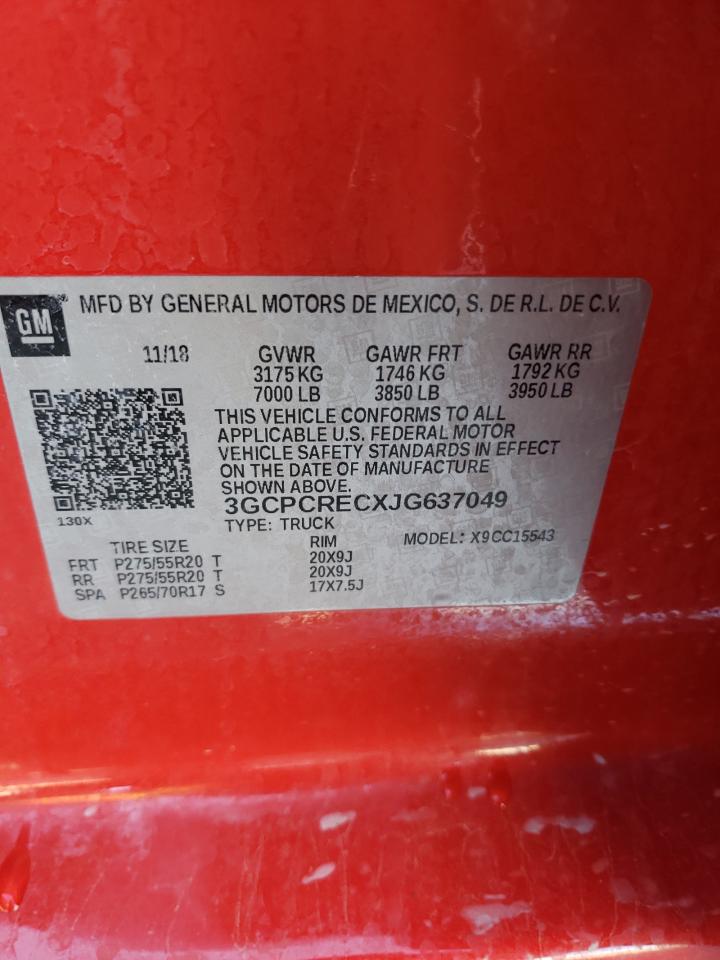 GM
MFD BY GENERAL MOTORS DE MEXICO, S. DE R.L. DE C.V.
11/18 GVWR GAWR FRT GAWR RR
3175 KG 1746 KG 1792 KG
7000 LB 3850 LB 3950 LB
THIS VEHICLE CONFORMS TO ALL
APPLICABLE U.S. FEDERAL MOTOR
VEHICLE SAFETY STANDARDS IN EFFECT
ON THE DATE OF MANUFACTURE
SHOWN ABOVE.
3GCPCRECXJG637049
130X
TYPE: TRUCK MODEL: X9CC15543
TIRE SIZE RIM
FRT P275/55R20 T 20X9J
RR P275/55R20 T 20X9J
SPA P265/70R17 S 17X7.5J